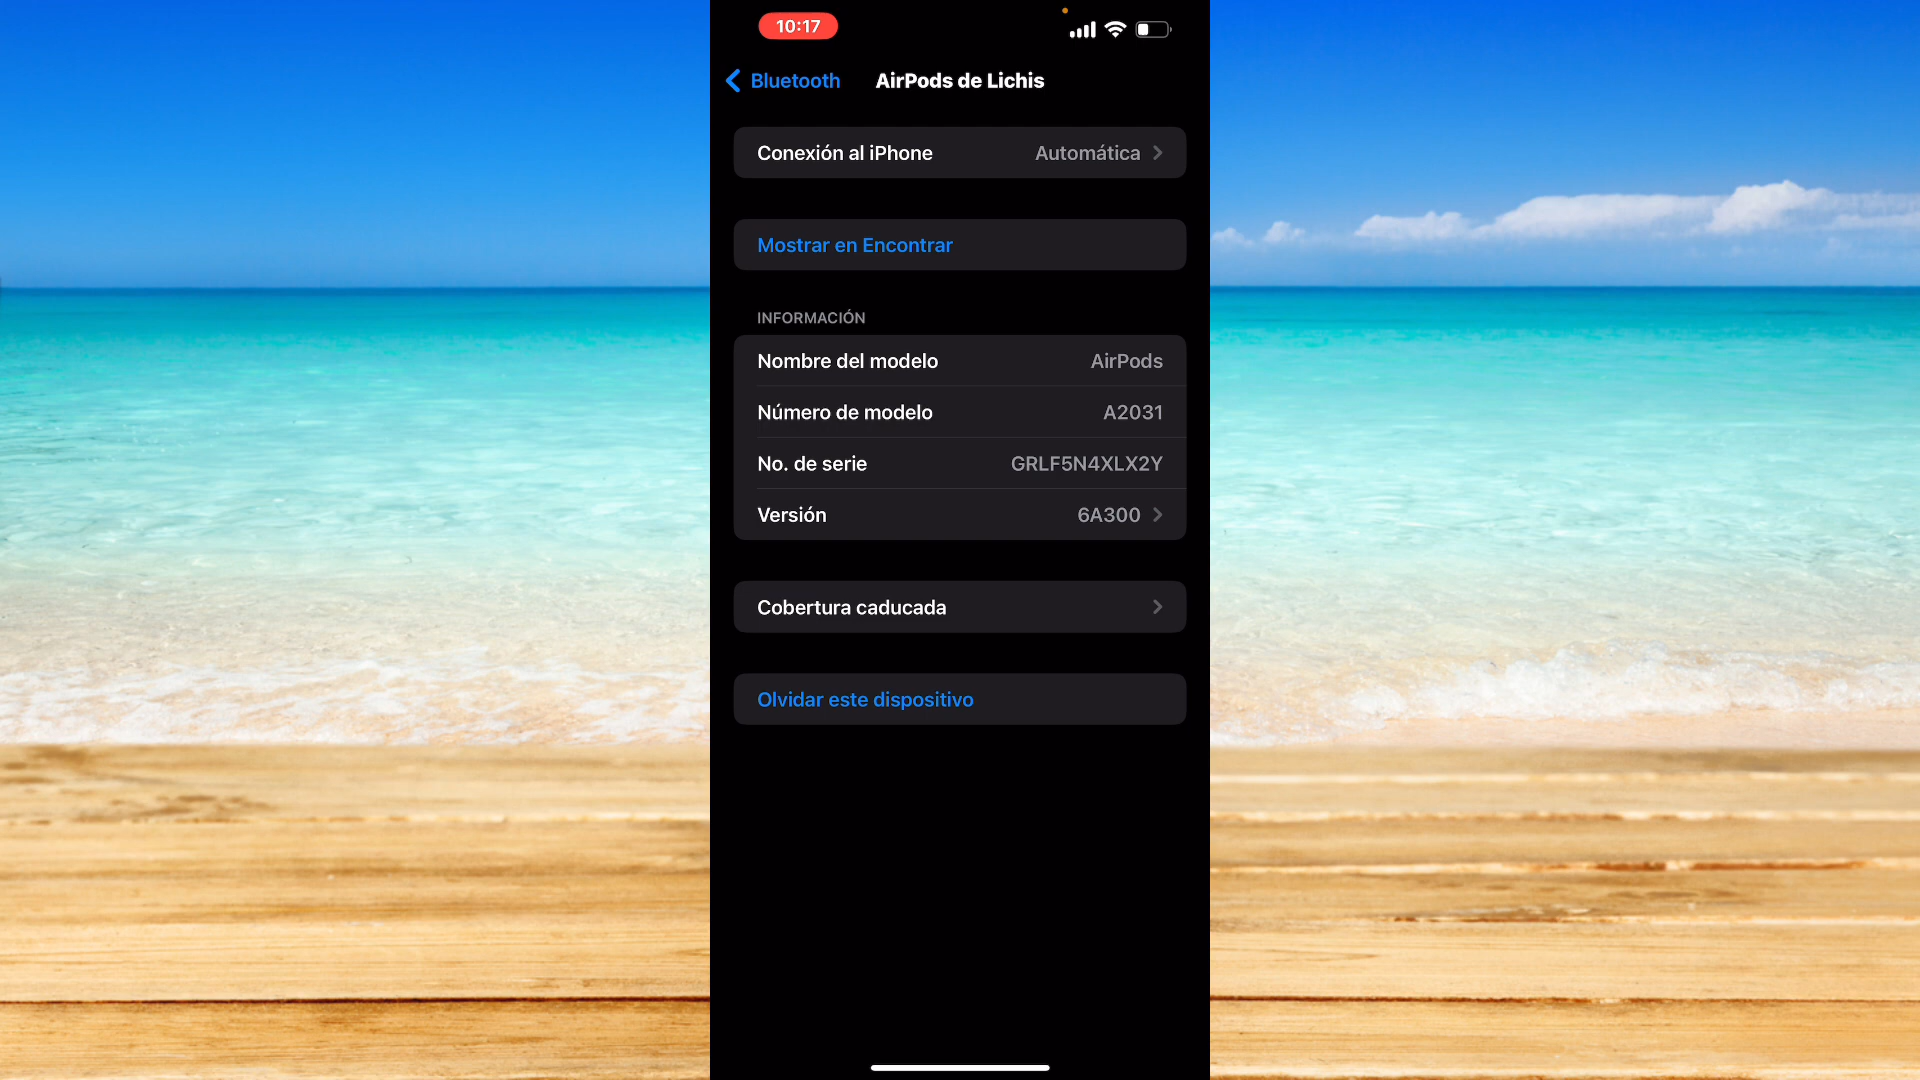 10:17
Bluetooth
AirPods de Lichis
Conexión al iPhone Automática
Mostrar en Encontrar
INFORMACIÓN
Nombre del modelo AirPods
Número de modelo A2031
No. de serie GRLF5N4XLX2Y
Versión 6A300
Cobertura caducada
Olvidar este dispositivo